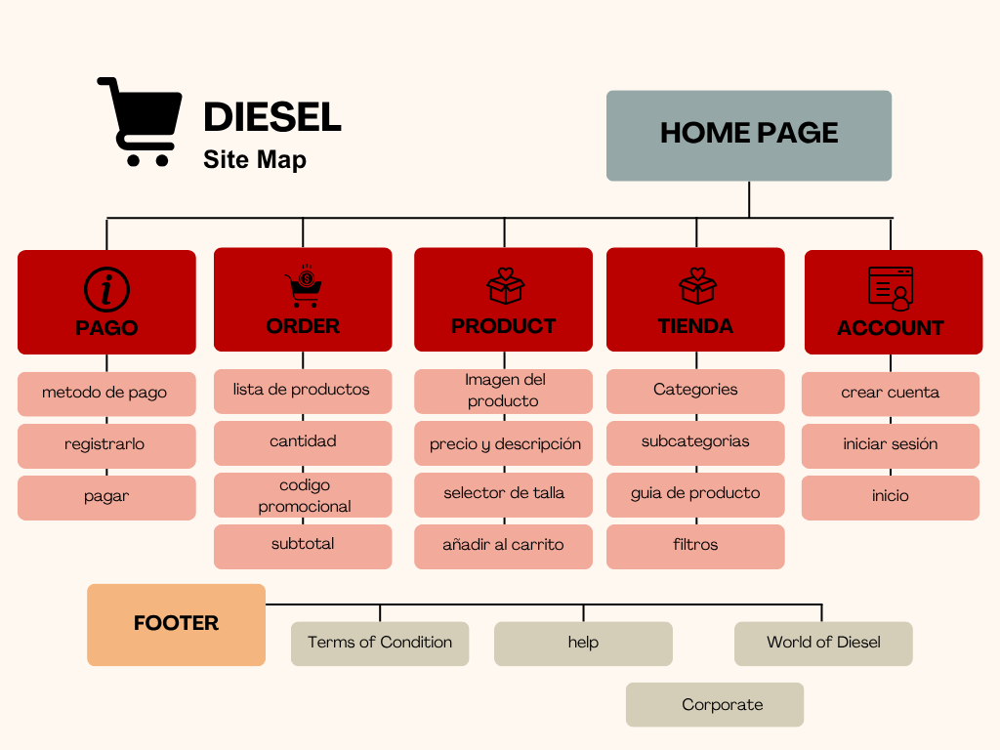 DIESEL
Site Map
HOME PAGE
PAGO
ORDER
PRODUCT
TIENDA
ACCOUNT
metodo de pago
registrarlo
pagar
lista de productos
cantidad
codigo
promocional
subtotal
Imagen del
producto
precio y descripción
selector de talla
añadir al carrito
Categories
subcategorias
guia de producto
filtros
crear cuenta
iniciar sesión
inicio
FOOTER
Terms of Condition
help
World of Diesel
Corporate